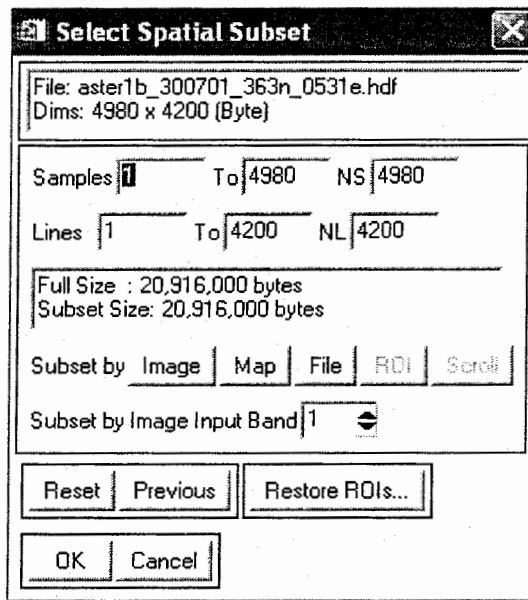 Select Spatial Subset
File: aster1b_300701_363n_0531e.hdf
Dims: 4980 x 4200 (Byte)
Samples 1 To 4980 NS 4980
Lines 1 To 4200 NL 4200
Full Size : 20,916,000 bytes
Subset Size: 20,916,000 bytes
Subset by Image Map File ROI Scroll
Subset by Image Input Band 1
Reset Previous Restore ROIs...
OK Cancel